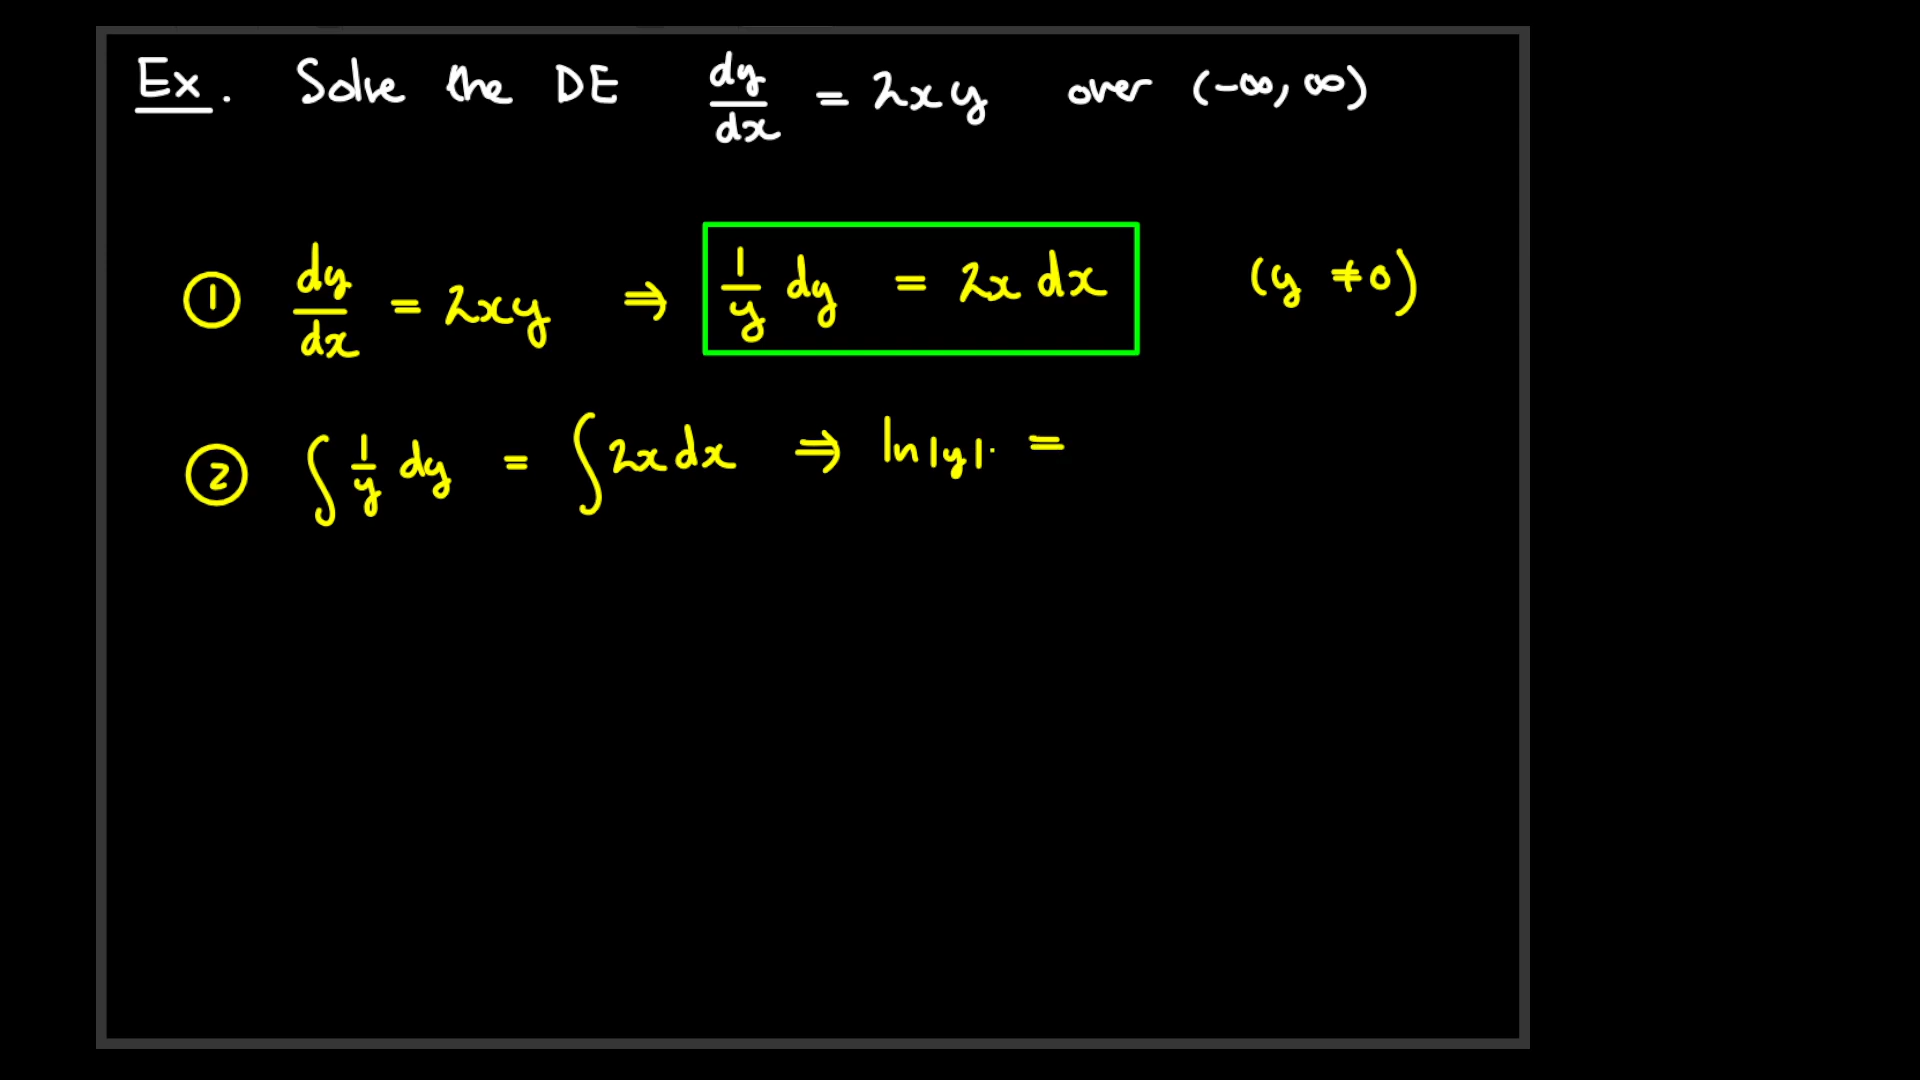 Ex. Solve the DE dy/dx = 2xy over (-∞, ∞)
① dy/dx = 2xy ⇒ 1/y dy = 2x dx (y ≠ 0)
② ∫ 1/y dy = ∫ 2x dx ⇒ ln|y| =